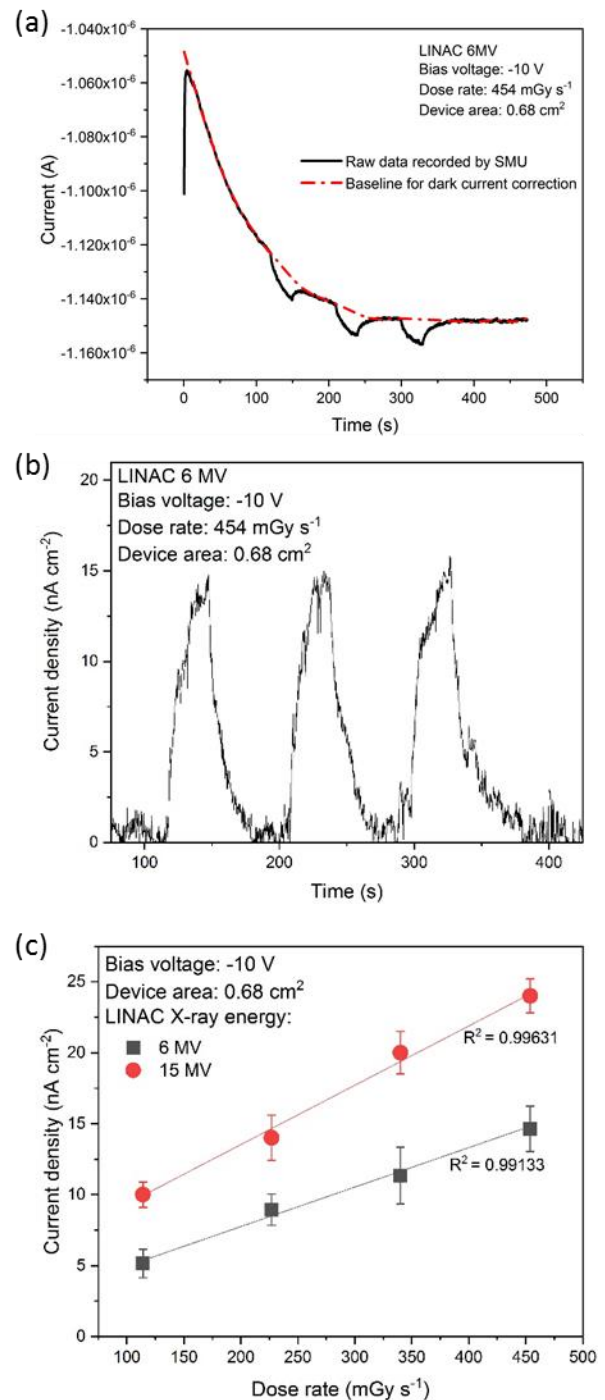 (a)
-1.040x10⁻⁶
-1.060x10⁻⁶
-1.080x10⁻⁶
-1.100x10⁻⁶
-1.120x10⁻⁶
-1.140x10⁻⁶
-1.160x10⁻⁶
Current (A)
LINAC 6MV
Bias voltage: -10 V
Dose rate: 454 mGy s⁻¹
Device area: 0.68 cm²
Raw data recorded by SMU
Baseline for dark current correction
0 100 200 300 400 500
Time (s)
(b)
20
15
10
5
0
Current density (nA cm⁻²)
LINAC 6 MV
Bias voltage: -10 V
Dose rate: 454 mGy s⁻¹
Device area: 0.68 cm²
100 200 300 400
Time (s)
(c)
25
20
15
10
5
0
Current density (nA cm⁻²)
Bias voltage: -10 V
Device area: 0.68 cm²
LINAC X-ray energy:
6 MV
15 MV
R² = 0.99631
R² = 0.99133
100 150 200 250 300 350 400 450 500
Dose rate (mGy s⁻¹)